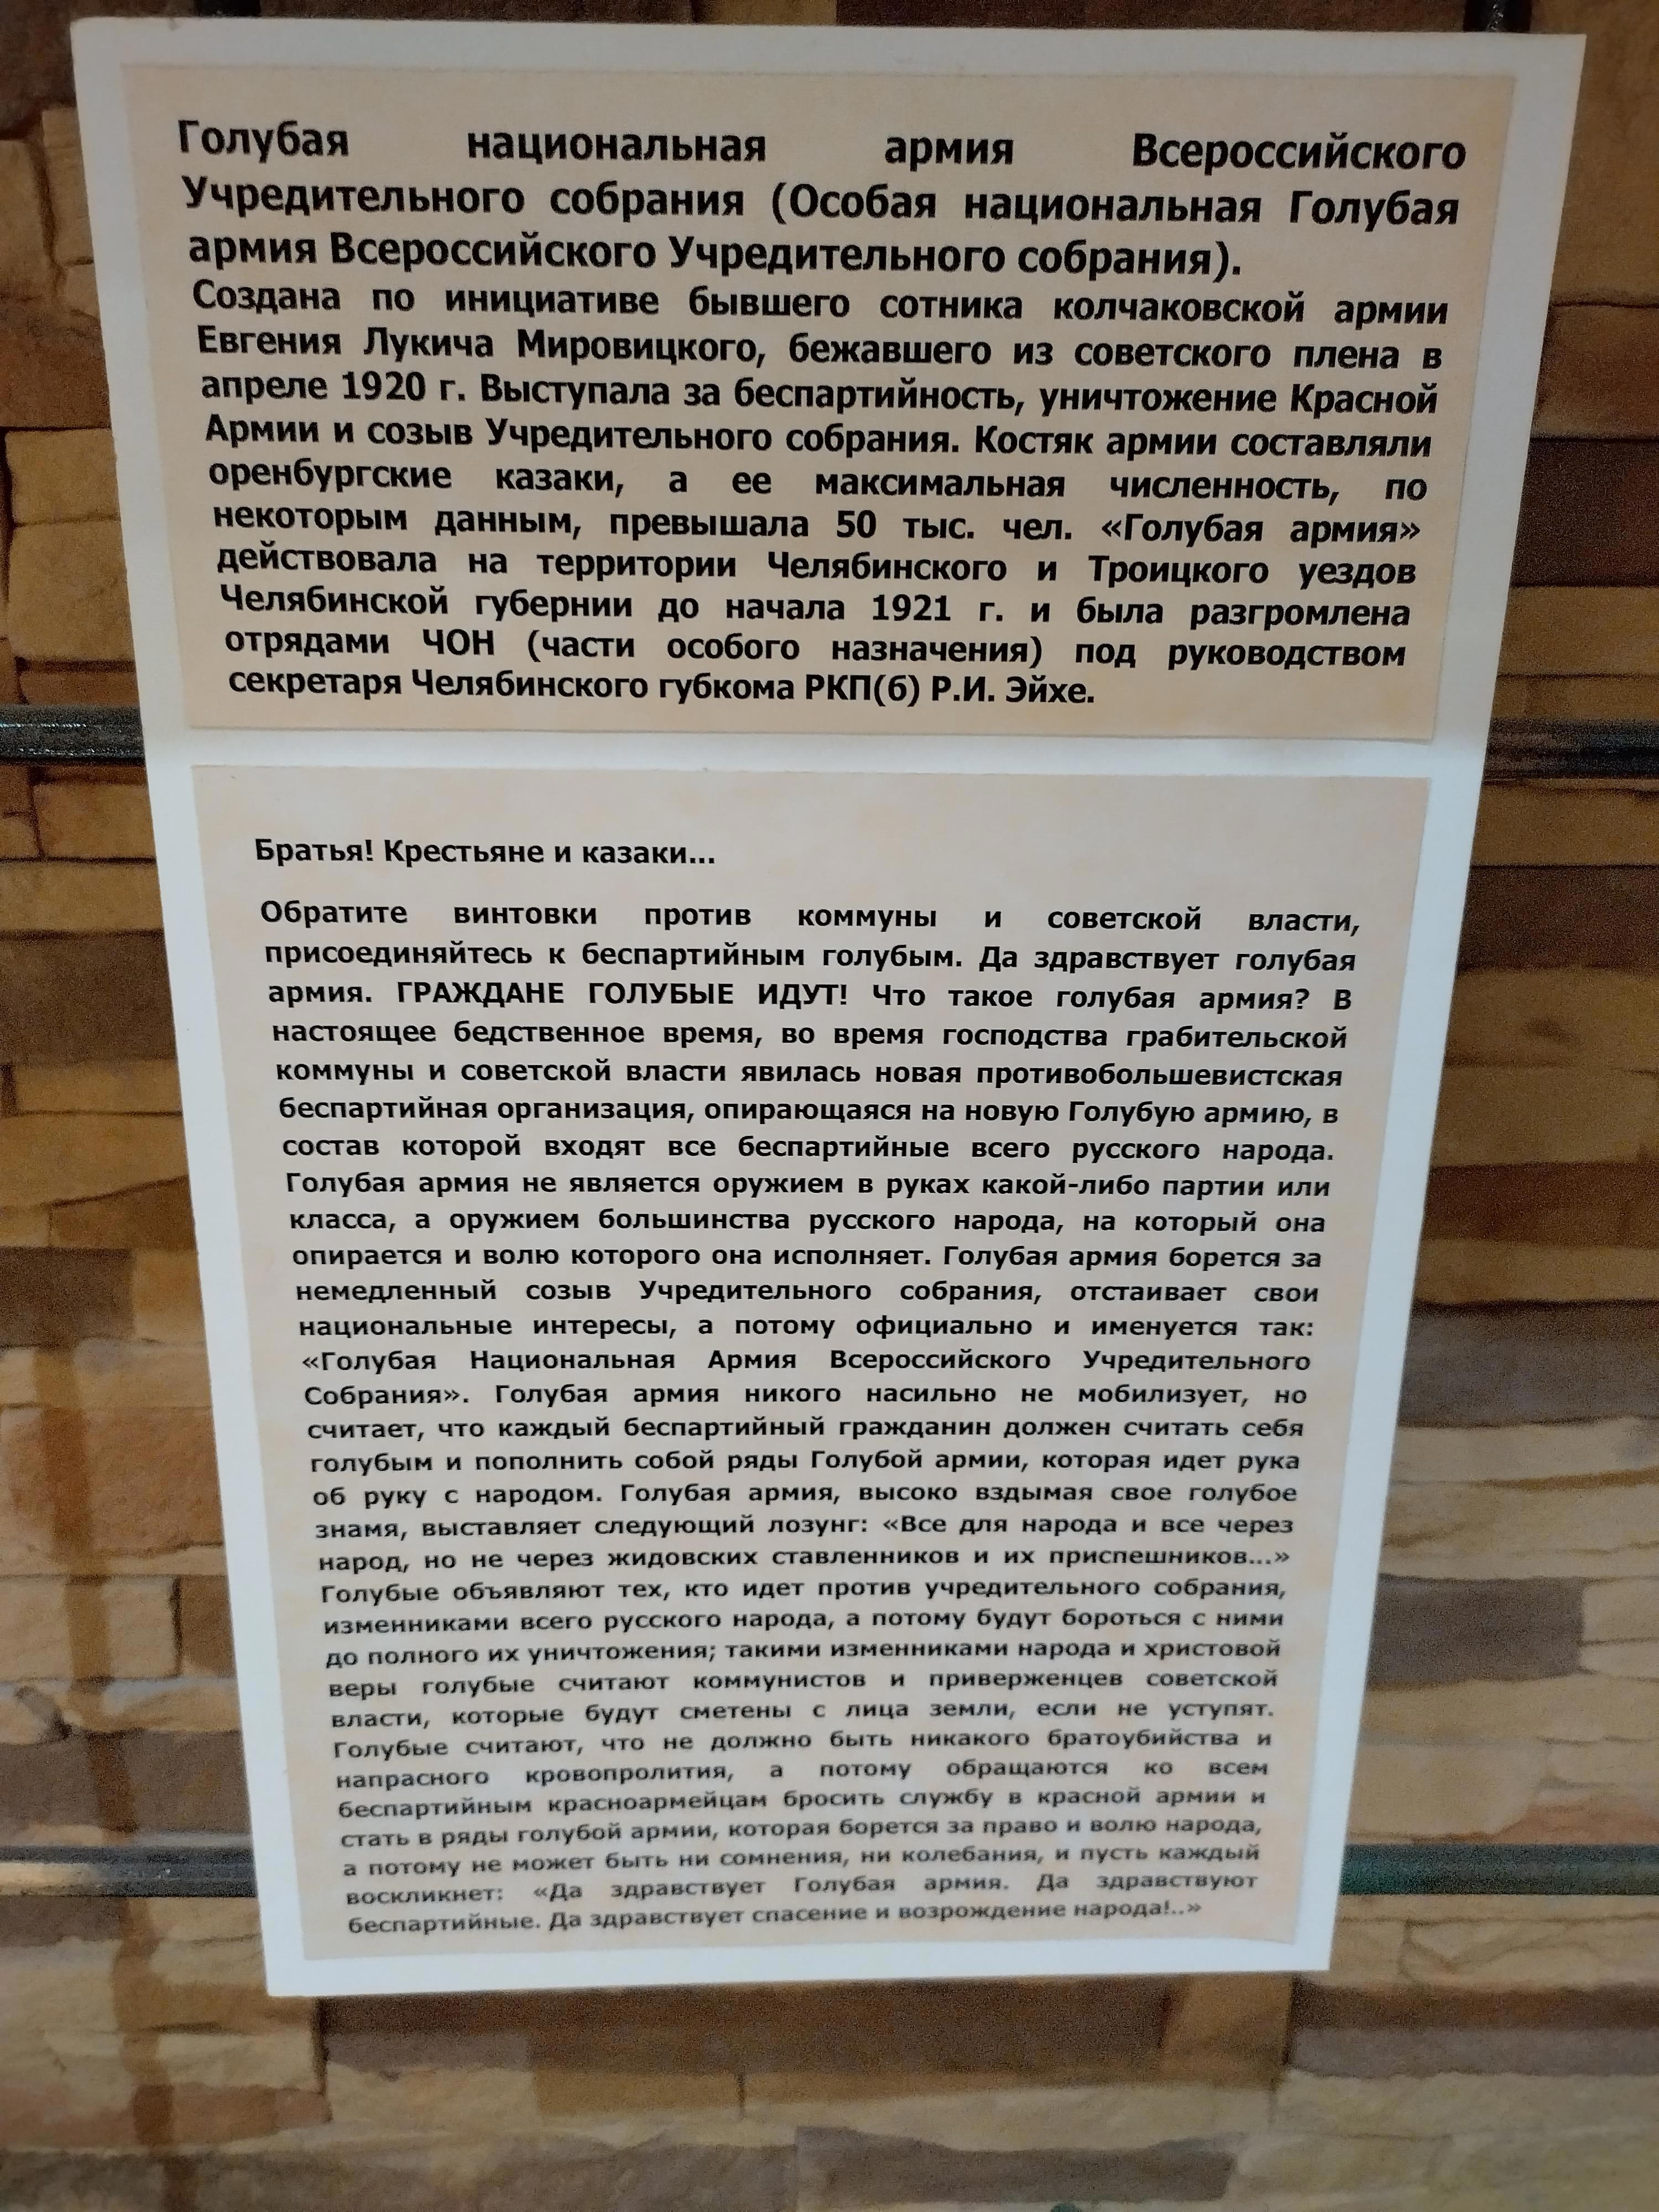 Голубая национальная армия Всероссийского
Учредительного собрания (Особая национальная Голубая
армия Всероссийского Учредительного собрания).
Создана по инициативе бывшего сотника колчаковской армии
Евгения Лукича Мировицкого, бежавшего из советского плена в
апреле 1920 г. Выступала за беспартийность, уничтожение Красной
Армии и созыв Учредительного собрания. Костяк армии составляли
оренбургские казаки, а ее максимальная численность, по
некоторым данным, превышала 50 тыс. чел. «Голубая армия»
действовала на территории Челябинского и Троицкого уездов
Челябинской губернии до начала 1921 г. и была разгромлена
отрядами ЧОН (части особого назначения) под руководством
секретаря Челябинского губкома РКП(б) Р.И. Эйхе.
Братья! Крестьяне и казаки...
Обратите винтовки против коммуны и советской власти,
присоединяйтесь к беспартийным голубым. Да здравствует голубая
армия. ГРАЖДАНЕ ГОЛУБЫЕ ИДУТ! Что такое голубая армия? В
настоящее бедственное время, во время господства грабительской
коммуны и советской власти явилась новая противобольшевистская
беспартийная организация, опирающаяся на новую Голубую армию, в
состав которой входят все беспартийные всего русского народа.
Голубая армия не является оружием в руках какой-либо партии или
класса, а оружием большинства русского народа, на который она
опирается и волю которого она исполняет. Голубая армия борется за
немедленный созыв Учредительного собрания, отстаивает свои
национальные интересы, а потому официально и именуется так:
«Голубая Национальная Армия Всероссийского Учредительного
Собрания». Голубая армия никого насильно не мобилизует, но
считает, что каждый беспартийный гражданин должен считать себя
голубым и пополнить собой ряды Голубой армии, которая идет рука
об руку с народом. Голубая армия, высоко вздымая свое голубое
знамя, выставляет следующий лозунг: «Все для народа и все через
народ, но не через жидовских ставленников и их приспешников...»
Голубые объявляют тех, кто идет против учредительного собрания,
изменниками всего русского народа, а потому будут бороться с ними
до полного их уничтожения; такими изменниками народа и христовой
веры голубые считают коммунистов и приверженцев советской
власти, которые будут сметены с лица земли, если не уступят.
Голубые считают, что не должно быть никакого братоубийства и
напрасного кровопролития, а потому обращаются ко всем
беспартийным красноармейцам бросить службу в красной армии и
стать в ряды голубой армии, которая борется за право и волю народа,
а потому не может быть ни сомнения, ни колебания, и пусть каждый
воскликнет: «Да здравствует Голубая армия. Да здравствуют
беспартийные. Да здравствует спасение и возрождение народа!..»